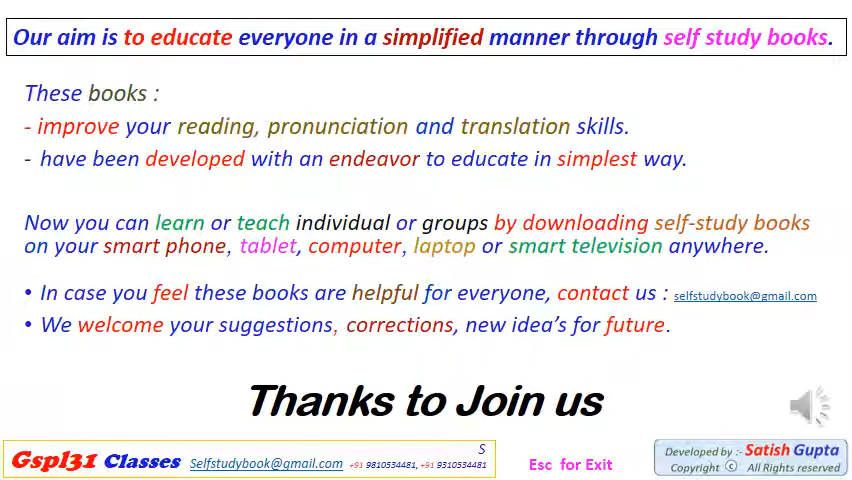 Our aim is to educate everyone in a simplified manner through self study books.
These books :
- improve your reading, pronunciation and translation skills.
- have been developed with an endeavor to educate in simplest way.
Now you can learn or teach individual or groups by downloading self-study books
on your smart phone, tablet, computer, laptop or smart television anywhere.
• In case you feel these books are helpful for everyone, contact us : selfstudybook@gmail.com
• We welcome your suggestions, corrections, new idea's for future.
Thanks to Join us
S
Gspl31 Classes Selfstudybook@gmail.com +91 9810534481, +91 9310534481
Esc for Exit
Developed by :- Satish Gupta
Copyright © All Rights reserved